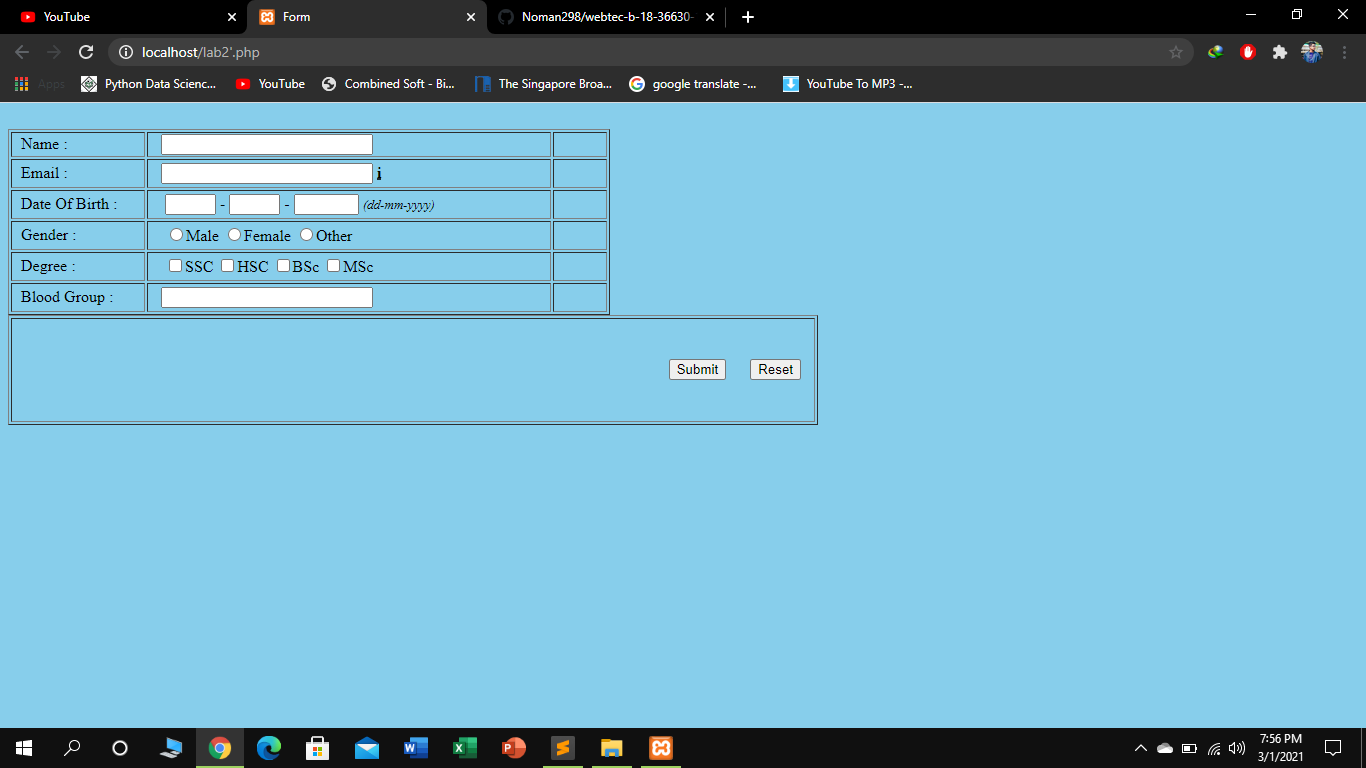 YouTube Form Noman298/webtec-b-18-36630-
localhost/lab2'.php
Apps Python Data Scienc... YouTube Combined Soft - Bi... The Singapore Broa... google translate -... YouTube To MP3 -...
Name :
Email : i
Date Of Birth : - - (dd-mm-yyyy)
Gender : Male Female Other
Degree : SSC HSC BSc MSc
Blood Group :
Submit Reset
7:56 PM
3/1/2021